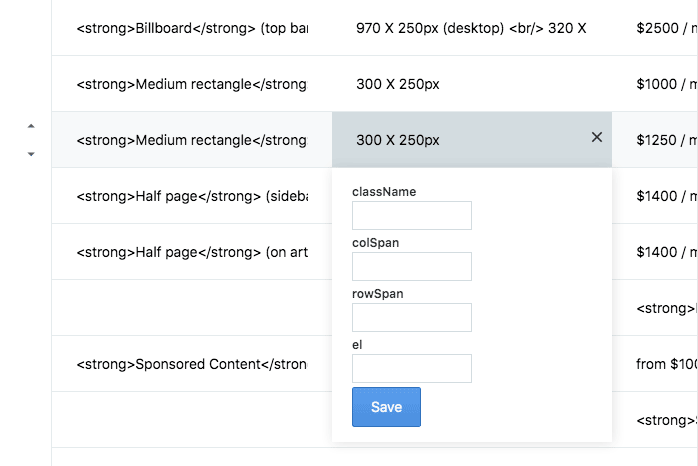 <strong>Billboard</strong> (top bar 970 X 250px (desktop) <br/> 320 X $2500 / m
<strong>Medium rectangle</strong 300 X 250px $1000 / m
<strong>Medium rectangle</strong 300 X 250px $1250 / m
<strong>Half page</strong> (sideba $1400 / m
className
<strong>Half page</strong> (on art $1400 / m
colSpan
rowSpan
<strong>
el
<strong>Sponsored Content</stron from $100
Save
<strong>